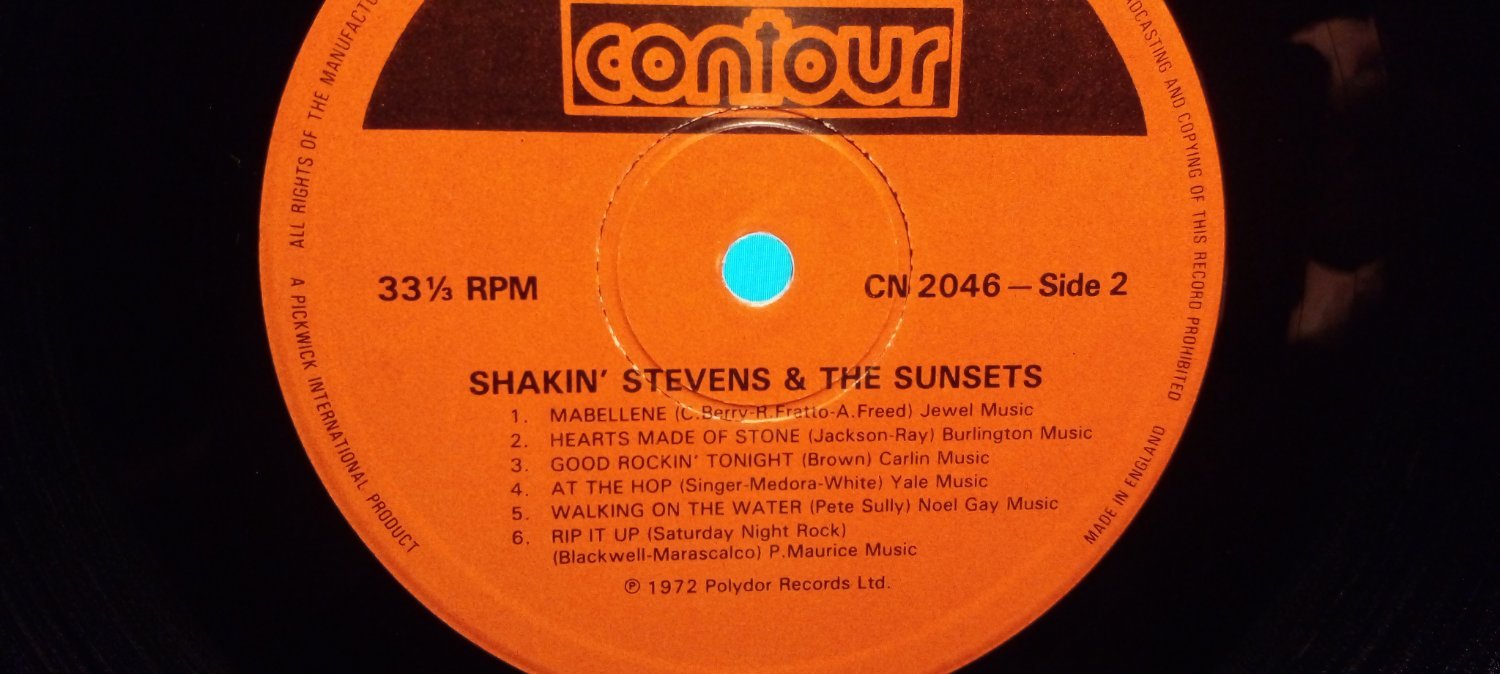 contour
ALL RIGHTS OF THE
A PICKWICK INTERNATIONAL PRODUCT
AND COPYING OF THIS RECORD PROHIBITED
MADE IN ENGLAND
33⅓ RPM
CN 2046 — Side 2
SHAKIN' STEVENS & THE SUNSETS
1. MABELLENE (C.Berry-R.Fratto-A.Freed) Jewel Music
2. HEARTS MADE OF STONE (Jackson-Ray) Burlington Music
3. GOOD ROCKIN' TONIGHT (Brown) Carlin Music
4. AT THE HOP (Singer-Medora-White) Yale Music
5. WALKING ON THE WATER (Pete Sully) Noel Gay Music
6. RIP IT UP (Saturday Night Rock)
(Blackwell-Marascalco) P.Maurice Music
℗ 1972 Polydor Records Ltd.